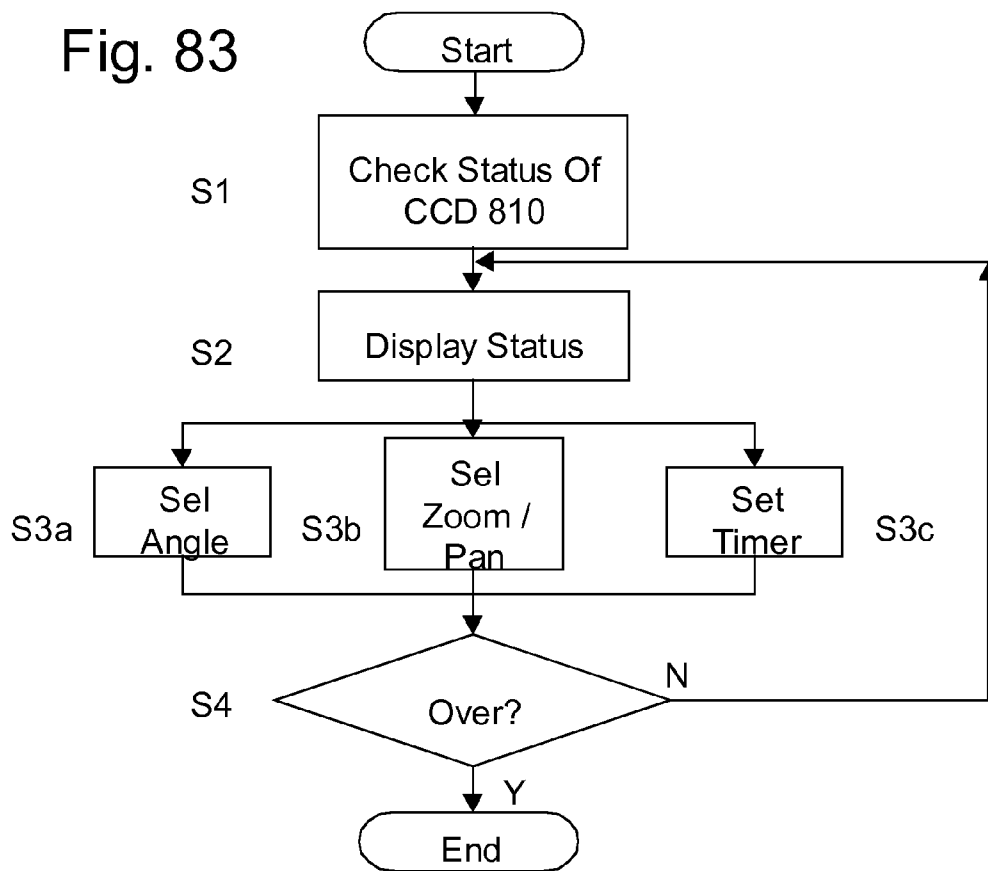 Fig. 83
Start
S1
Check Status Of
CCD 810
S2
Display Status
S3a
Sel
Angle
S3b
Sel
Zoom /
Pan
Set
Timer
S3c
S4
Over?
N
Y
End